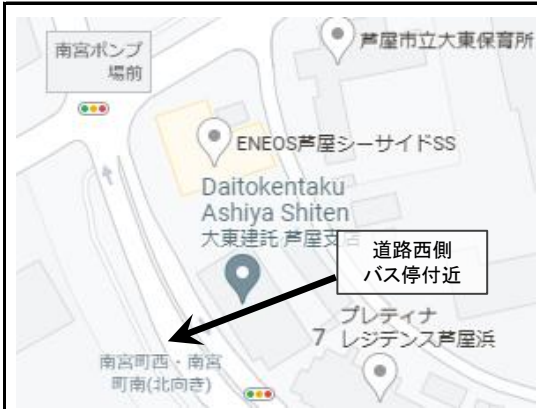 南宮ポンプ
場前
芦屋市立大東保育所
ENEOS芦屋シーサイドSS
Daitokentaku
Ashiya Shiten
大東建託 芦屋支店
道路西側
バス停付近
プレティナ
7 レジデンス芦屋浜
南宮町西・南宮
町南(北向き)